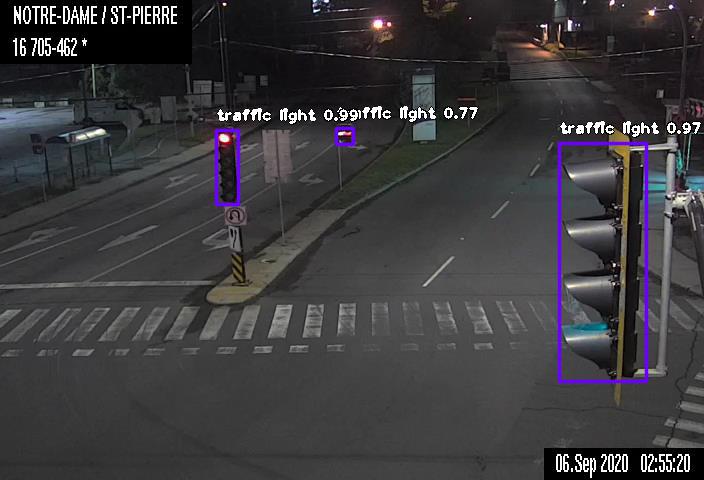 NOTRE-DAME / ST-PIERRE
16 705-462 *
traffic light 0.99
ffic light 0.77
traffic light 0.97
06.Sep 2020 02:55:20